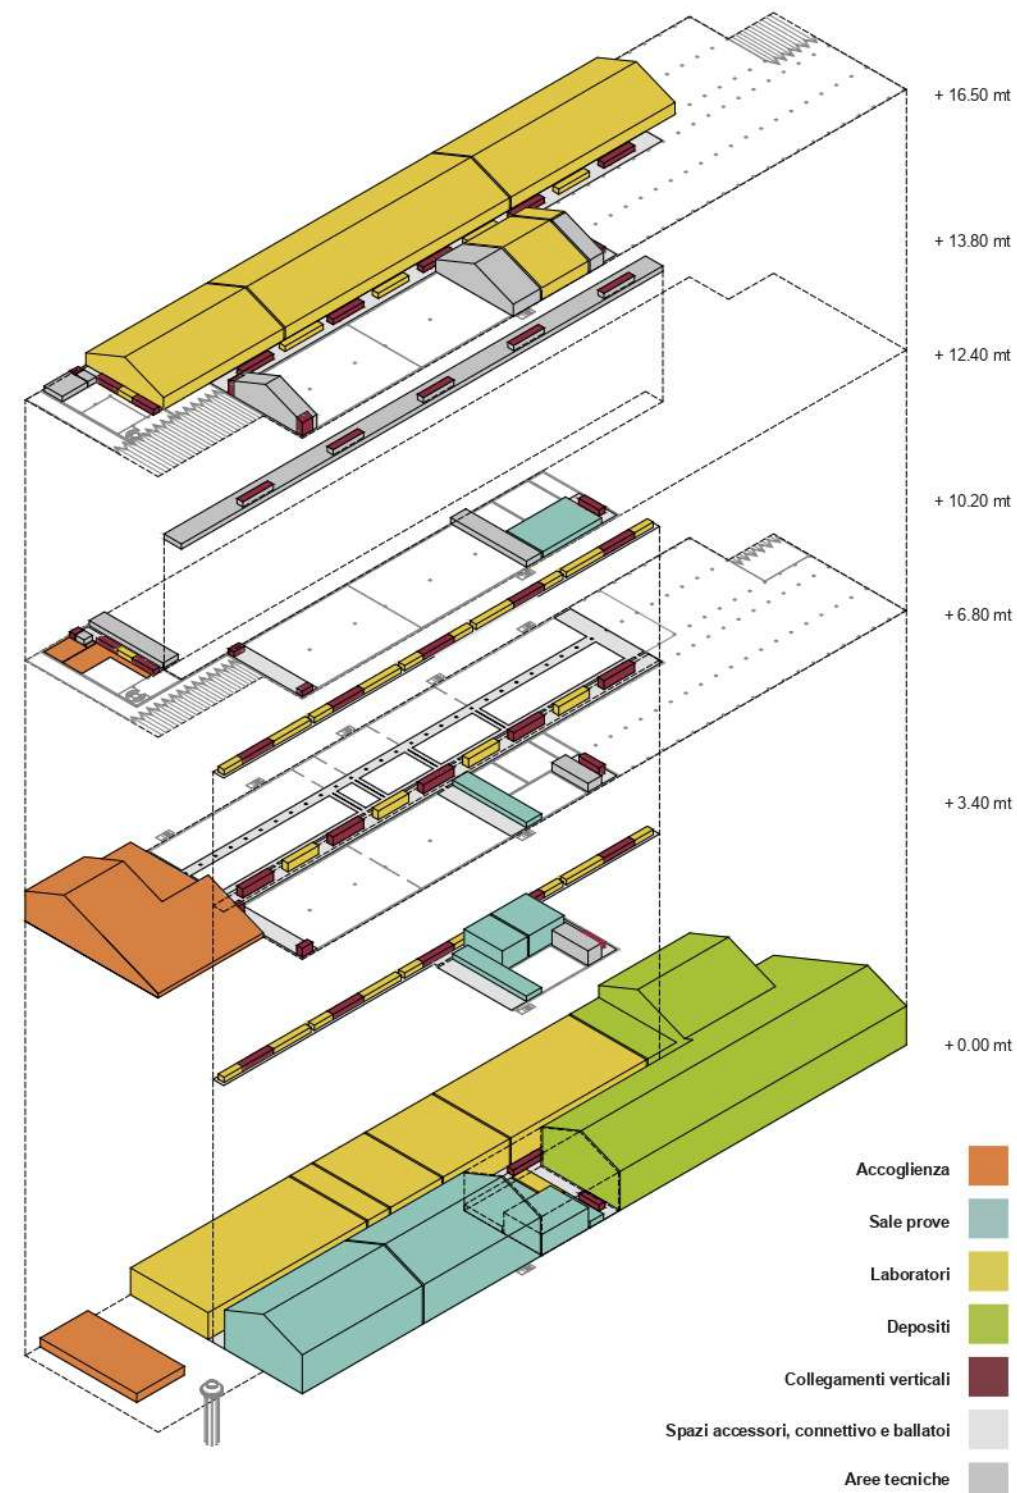 + 16.50 mt
+ 13.80 mt
+ 12.40 mt
+ 10.20 mt
+ 6.80 mt
+ 3.40 mt
+ 0.00 mt
Accoglienza
Sale prove
Laboratori
Depositi
Collegamenti verticali
Spazi accessori, connettivo e ballatoi
Aree tecniche